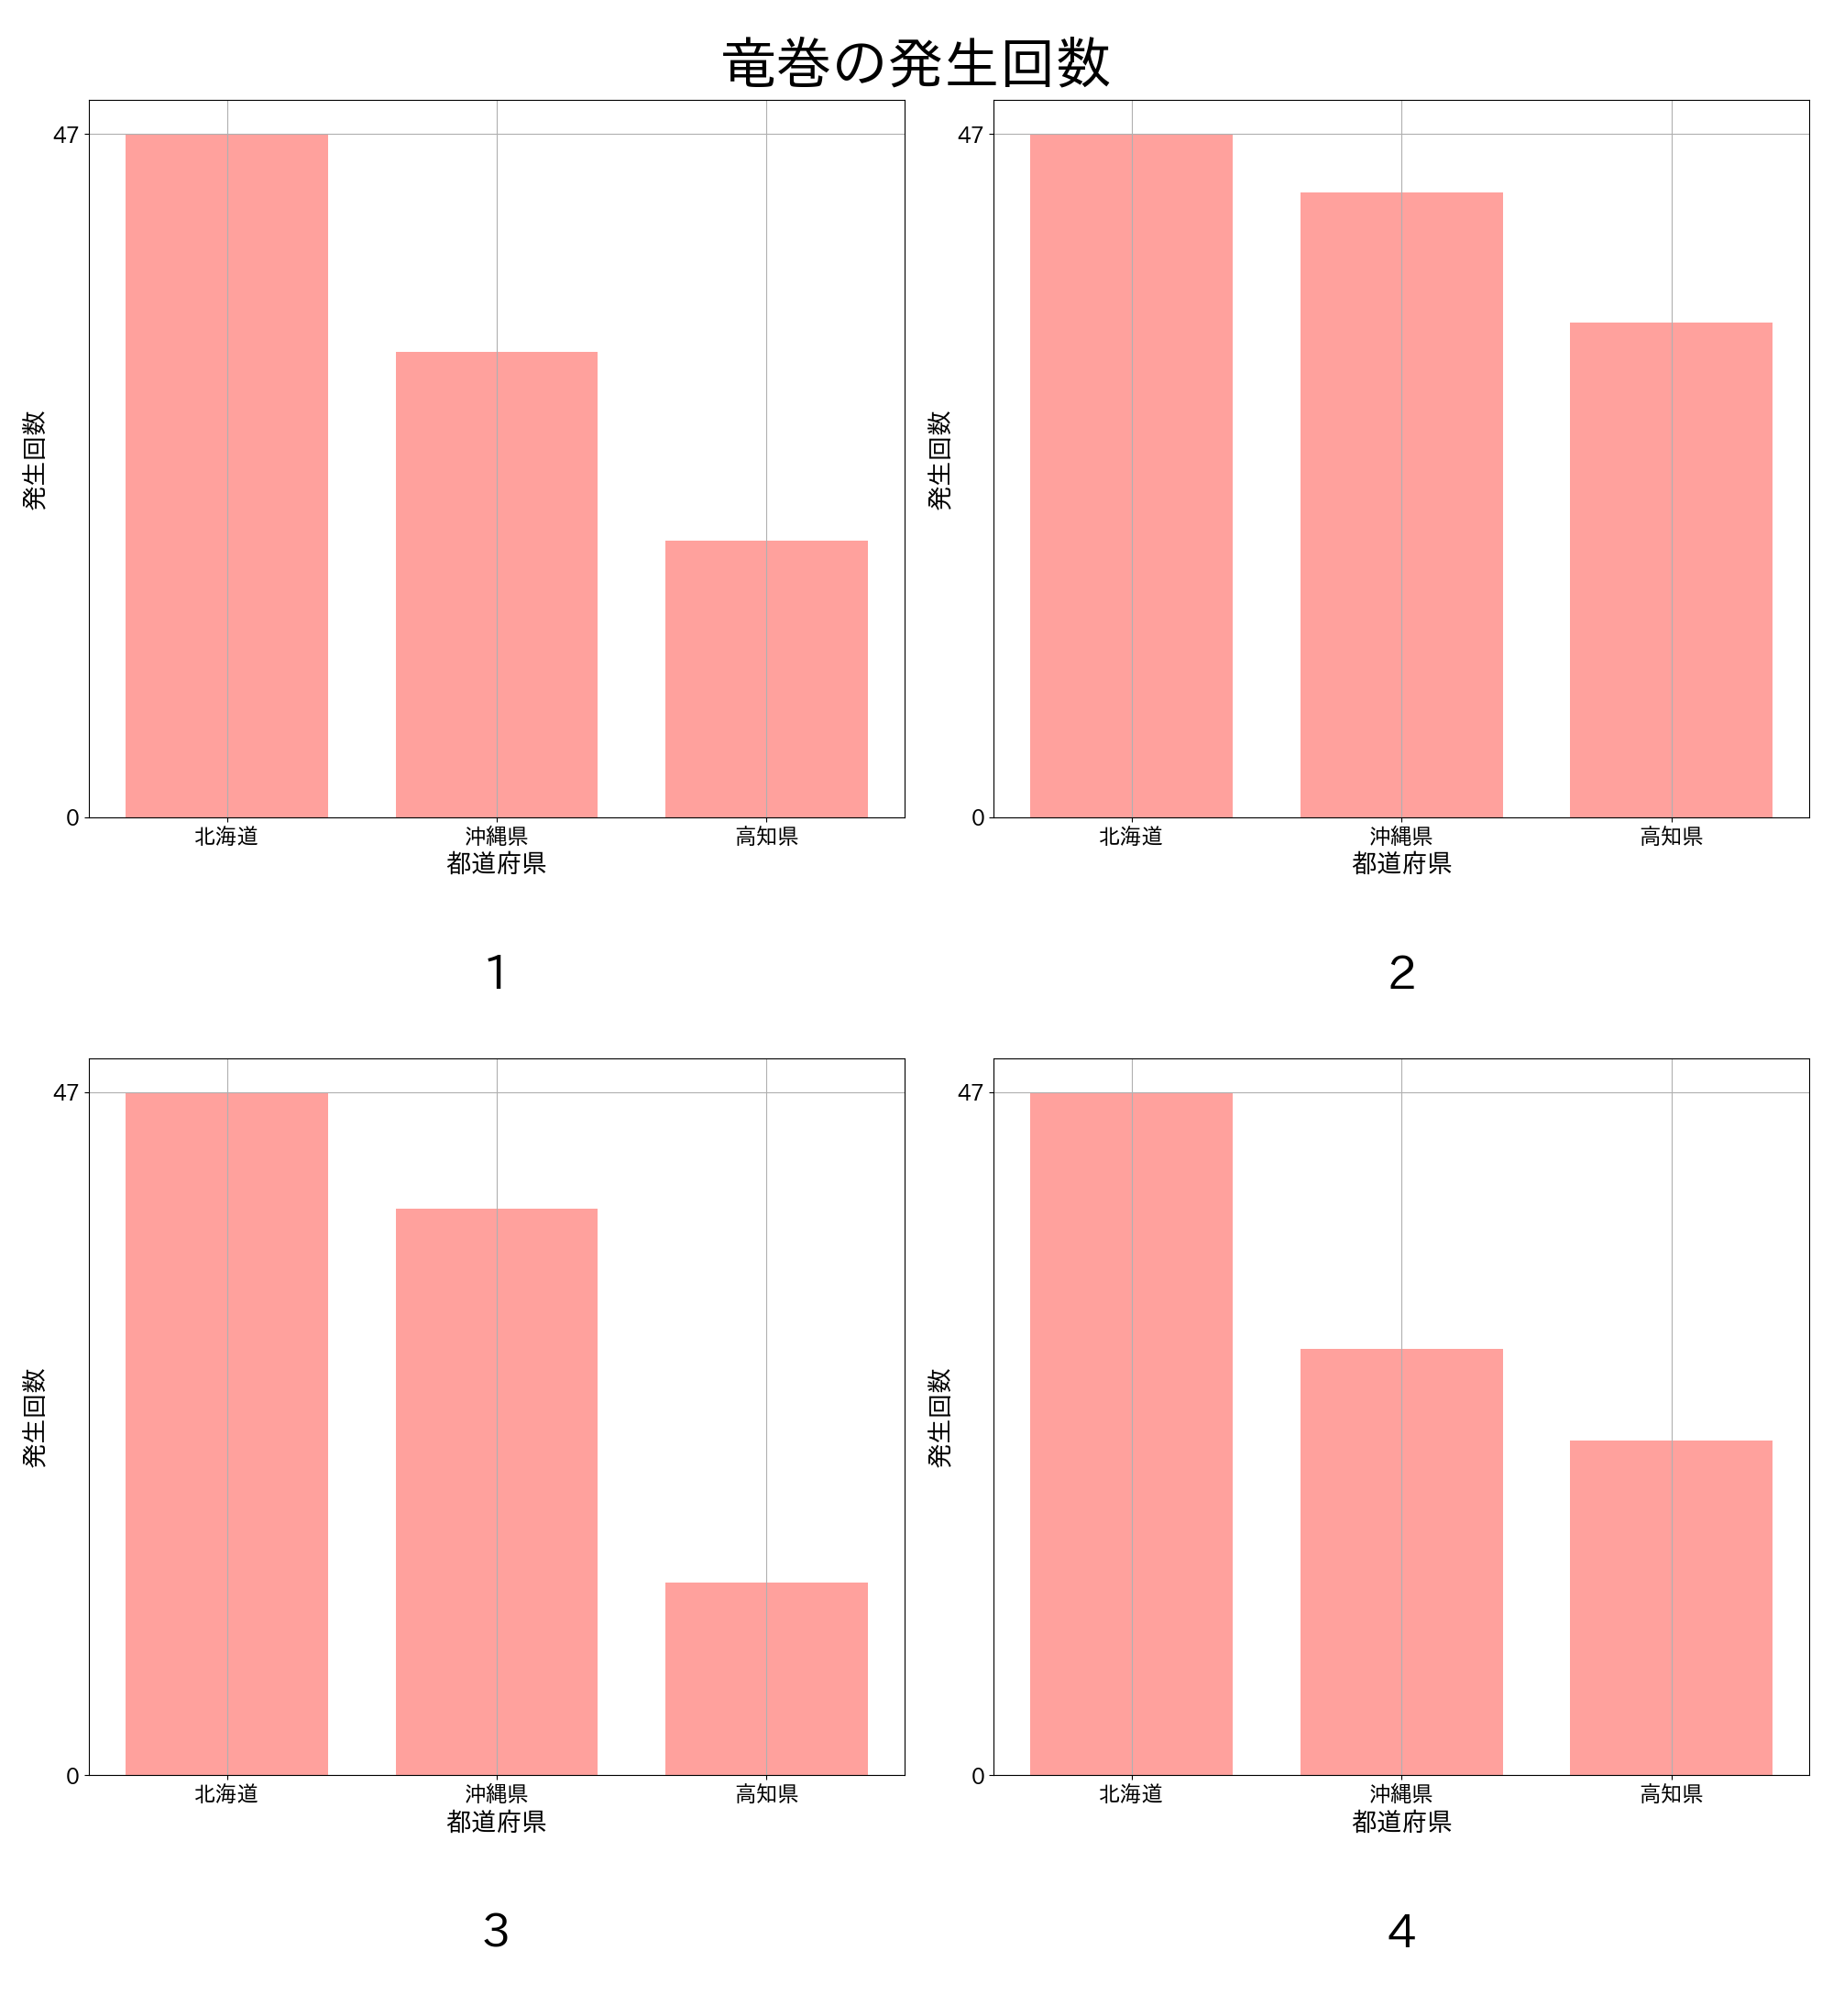 竜巻の発生回数
47
発生回数
0
北海道 沖縄県 高知県
都道府県
1
47
発生回数
0
北海道 沖縄県 高知県
都道府県
2
47
発生回数
0
北海道 沖縄県 高知県
都道府県
3
47
発生回数
0
北海道 沖縄県 高知県
都道府県
4